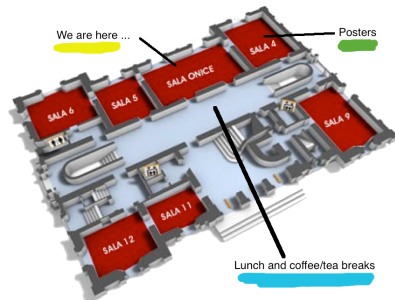 We are here ...
Posters
SALA 4
SALA ONICE
SALA 5
SALA 6
SALA 9
SALA 11
SALA 12
Lunch and coffee/tea breaks